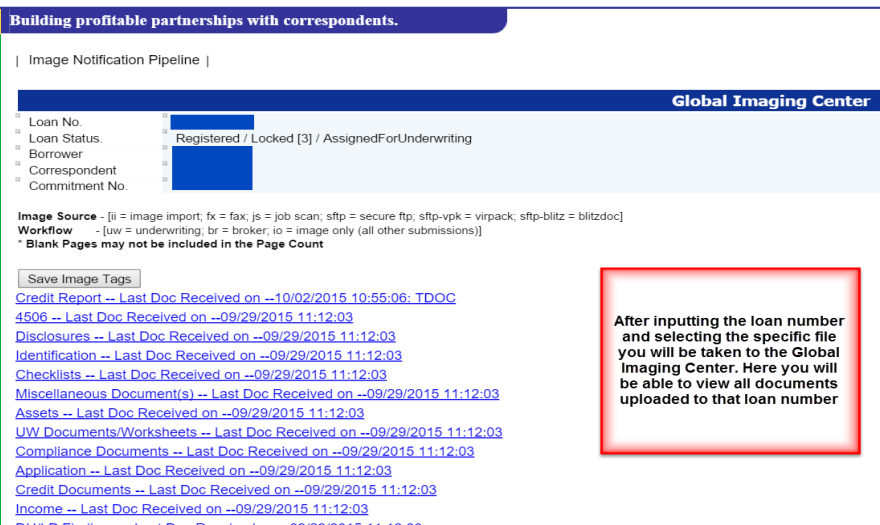 Building profitable partnerships with correspondents.
| Image Notification Pipeline |
Global Imaging Center
Loan No.
Loan Status. Registered / Locked [3] / AssignedForUnderwriting
Borrower
Correspondent
Commitment No.
Image Source - [ii = image import; fx = fax; js = job scan; sftp = secure ftp; sftp-vpk = virpack; sftp-blitz = blitzdoc]
Workflow - [uw = underwriting; br = broker; io = image only (all other submissions)]
* Blank Pages may not be included in the Page Count
Save Image Tags
Credit Report -- Last Doc Received on --10/02/2015 10:55:06: TDOC
4506 -- Last Doc Received on --09/29/2015 11:12:03
Disclosures -- Last Doc Received on --09/29/2015 11:12:03
Identification -- Last Doc Received on --09/29/2015 11:12:03
Checklists -- Last Doc Received on --09/29/2015 11:12:03
Miscellaneous Document(s) -- Last Doc Received on --09/29/2015 11:12:03
Assets -- Last Doc Received on --09/29/2015 11:12:03
UW Documents/Worksheets -- Last Doc Received on --09/29/2015 11:12:03
Compliance Documents -- Last Doc Received on --09/29/2015 11:12:03
Application -- Last Doc Received on --09/29/2015 11:12:03
Credit Documents -- Last Doc Received on --09/29/2015 11:12:03
Income -- Last Doc Received on --09/29/2015 11:12:03
After inputting the loan number
and selecting the specific file
you will be taken to the Global
Imaging Center. Here you will
be able to view all documents
uploaded to that loan number